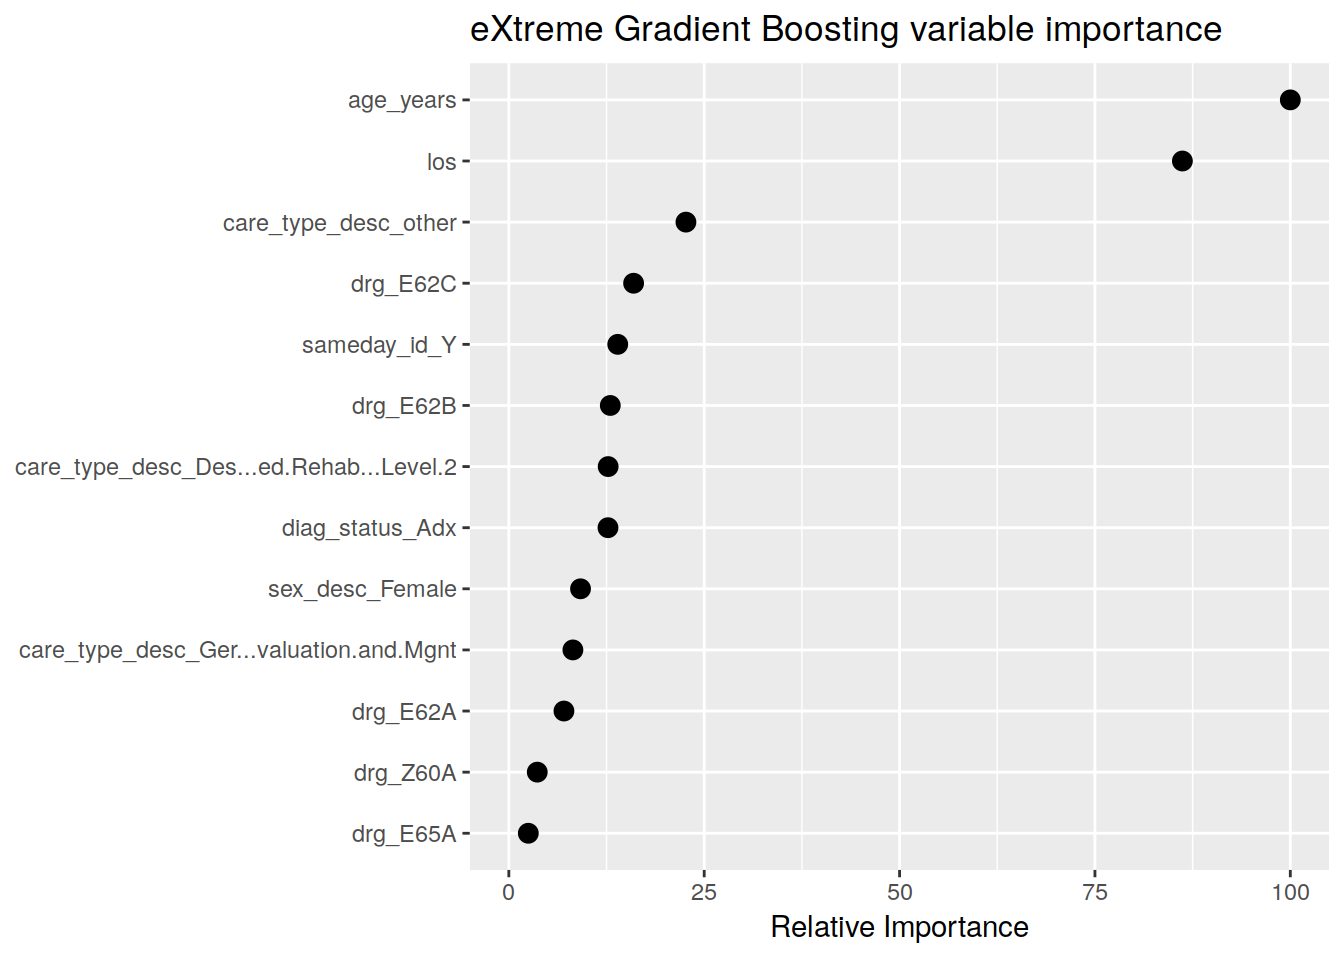 eXtreme Gradient Boosting variable importance
age_years
los
care_type_desc_other
drg_E62C
sameday_id_Y
drg_E62B
care_type_desc_Des...ed.Rehab...Level.2
diag_status_Adx
sex_desc_Female
care_type_desc_Ger...valuation.and.Mgnt
drg_E62A
drg_Z60A
drg_E65A
0 25 50 75 100
Relative Importance